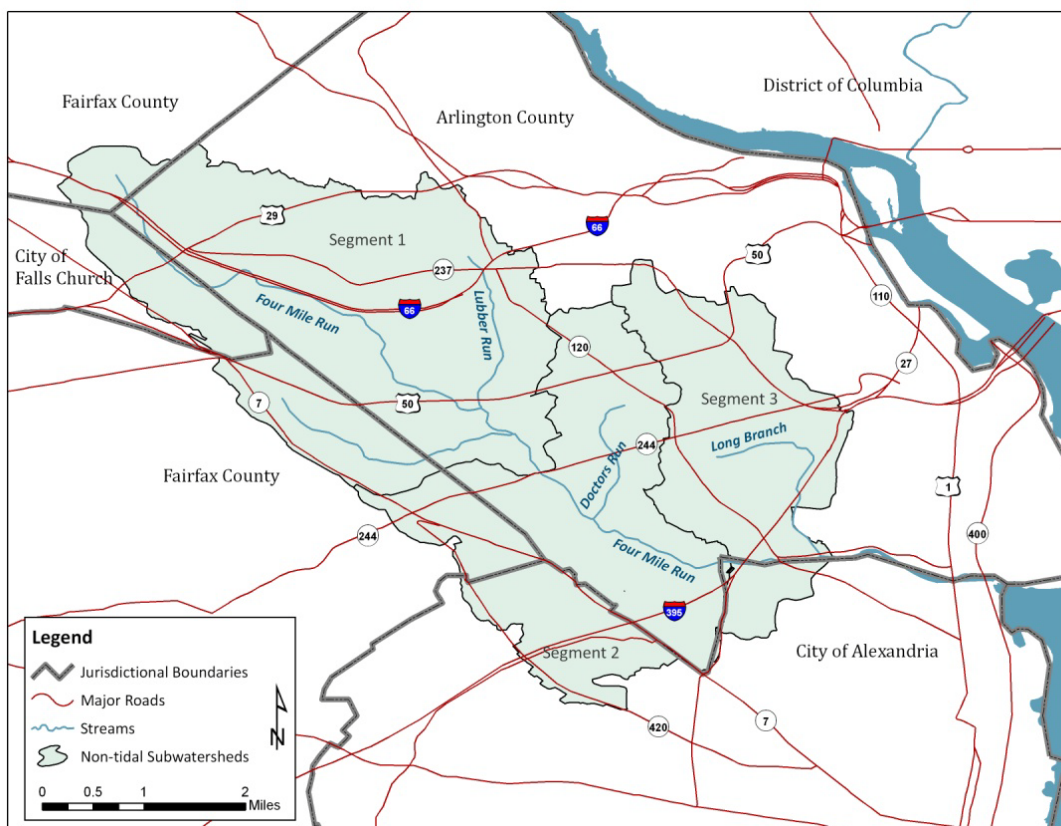 Fairfax County
Arlington County
District of Columbia
29
Segment 1
66
50
City of
Falls Church
237
110
Four Mile Run
66
Lubber Run
120
27
7
50
Segment 3
244
Long Branch
Doctors Run
Fairfax County
1
244
400
Four Mile Run
395
Segment 2
City of Alexandria
7
420
Legend
Jurisdictional Boundaries
Major Roads
Streams
Non-tidal Subwatersheds
N
0 0.5 1 2
Miles